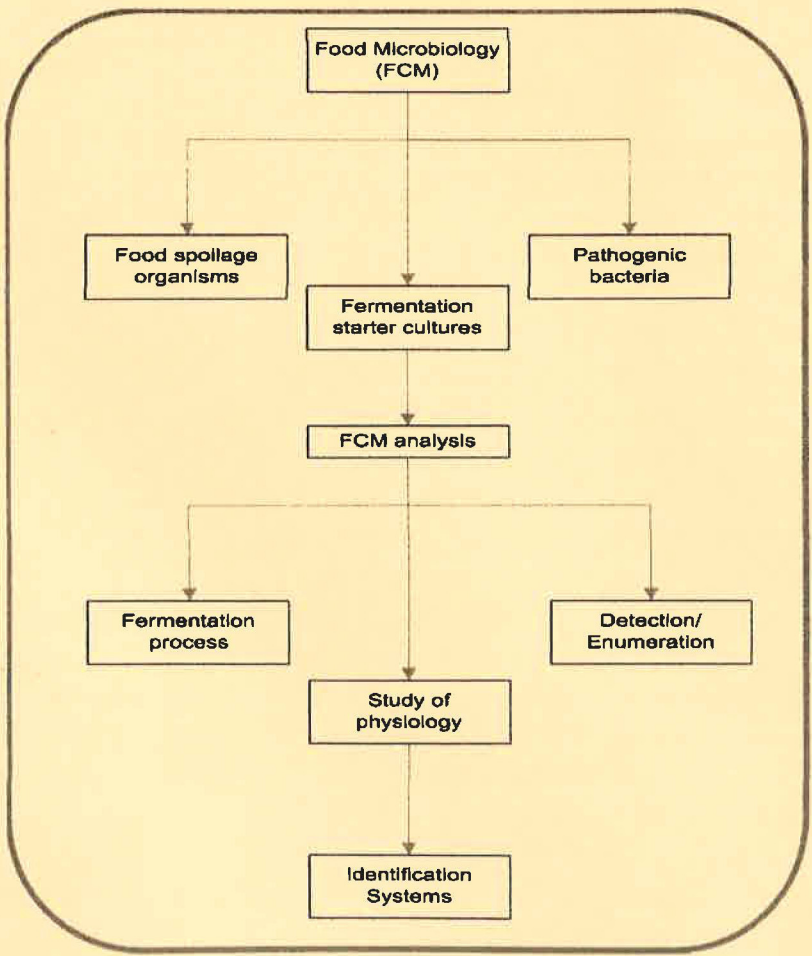 Food Microbiology
(FCM)
Food spoilage
organisms
Pathogenic
bacteria
Fermentation
starter cultures
FCM analysis
Fermentation
process
Detection/
Enumeration
Study of
physiology
Identification
Systems